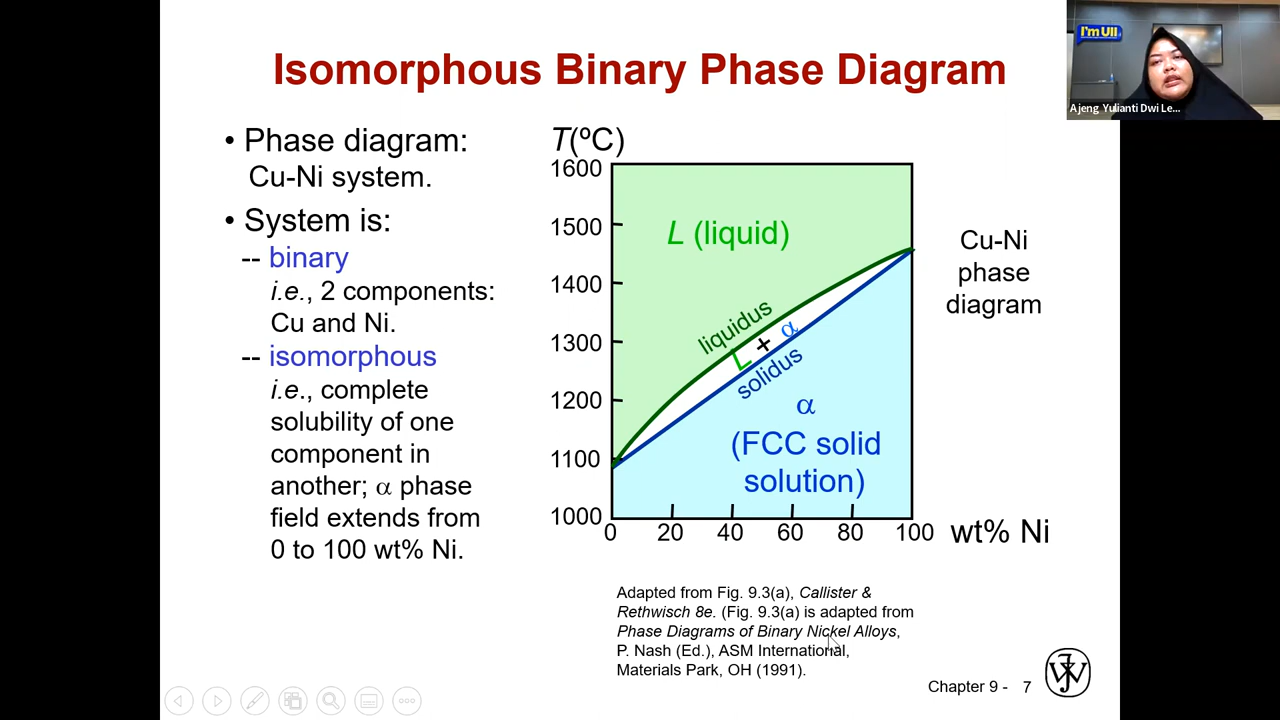 Isomorphous Binary Phase Diagram
I'm UII
Ajeng Yulianti Dwi Le...
• Phase diagram:
Cu-Ni system.
• System is:
-- binary
i.e., 2 components:
Cu and Ni.
-- isomorphous
i.e., complete
solubility of one
component in
another; α phase
field extends from
0 to 100 wt% Ni.
T(ºC)
1600
1500
1400
1300
1200
1100
1000
0 20 40 60 80 100
wt% Ni
L (liquid)
liquidus
L + α
solidus
α
(FCC solid
solution)
Cu-Ni
phase
diagram
Adapted from Fig. 9.3(a), Callister &
Rethwisch 8e. (Fig. 9.3(a) is adapted from
Phase Diagrams of Binary Nickel Alloys,
P. Nash (Ed.), ASM International,
Materials Park, OH (1991).
Chapter 9 - 7